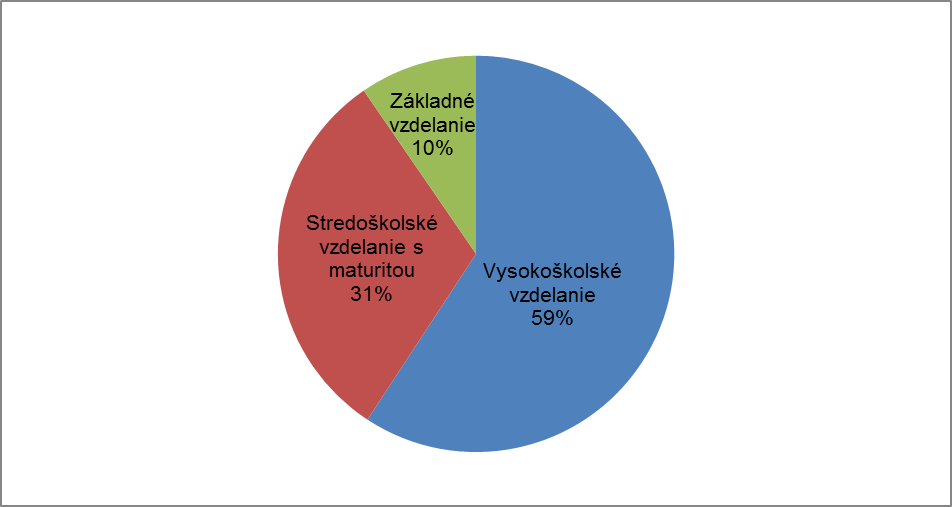 Základné
vzdelanie
10%
Stredoškolské
vzdelanie s
maturitou
31%
Vysokoškolské
vzdelanie
59%